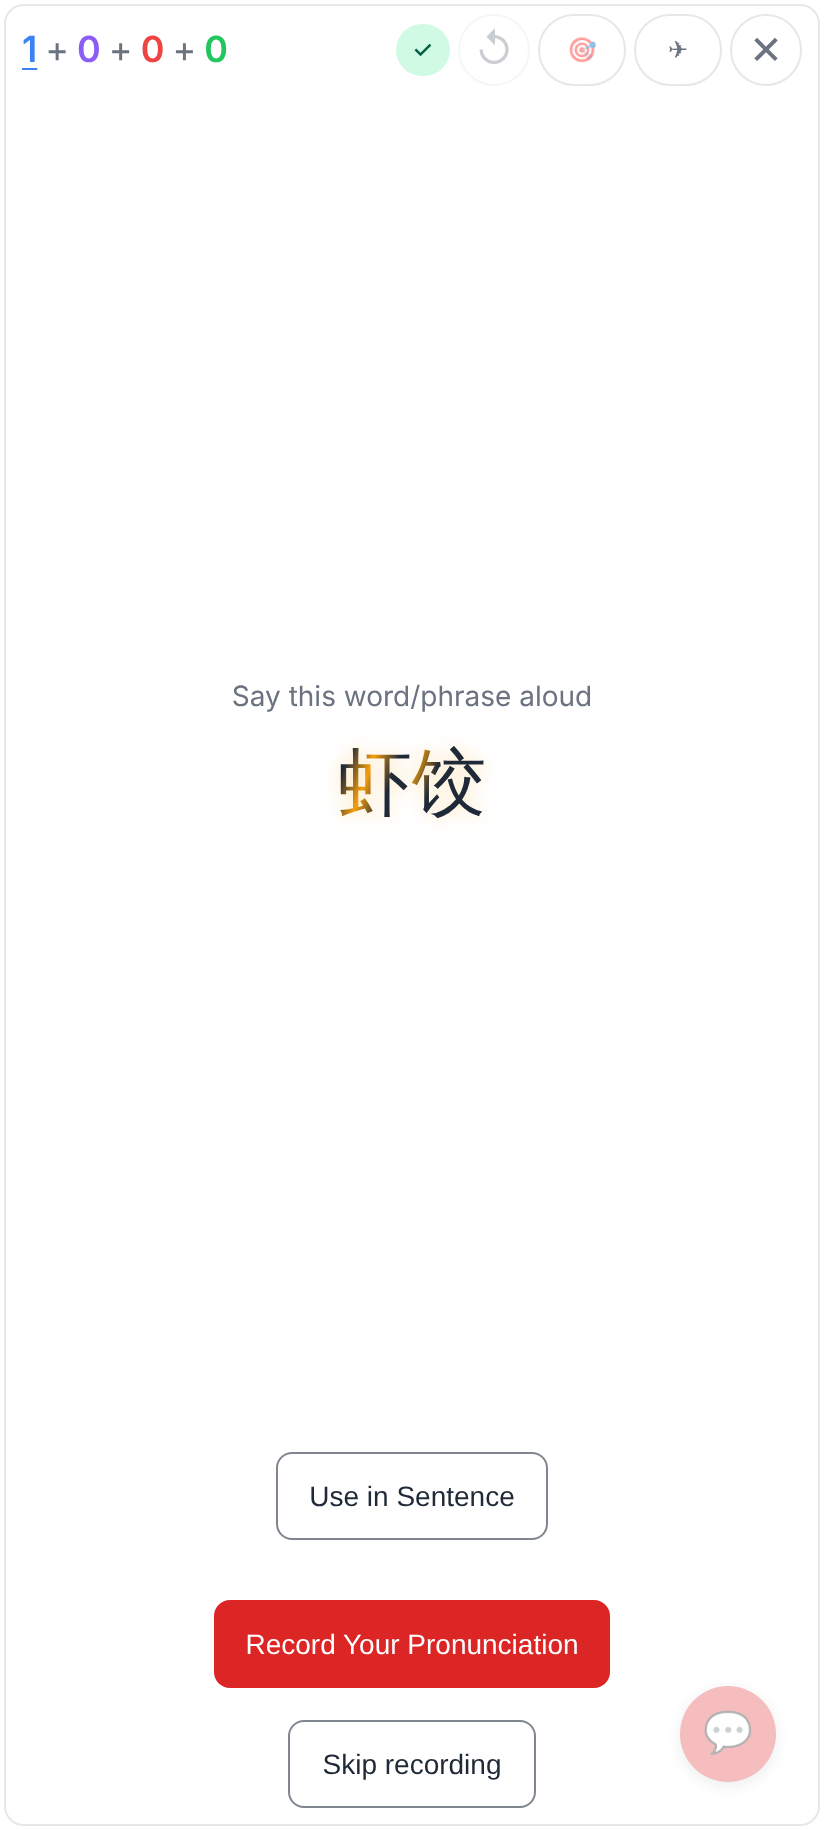 1 + 0 + 0 + 0
Say this word/phrase aloud
虾饺
Use in Sentence
Record Your Pronunciation
Skip recording